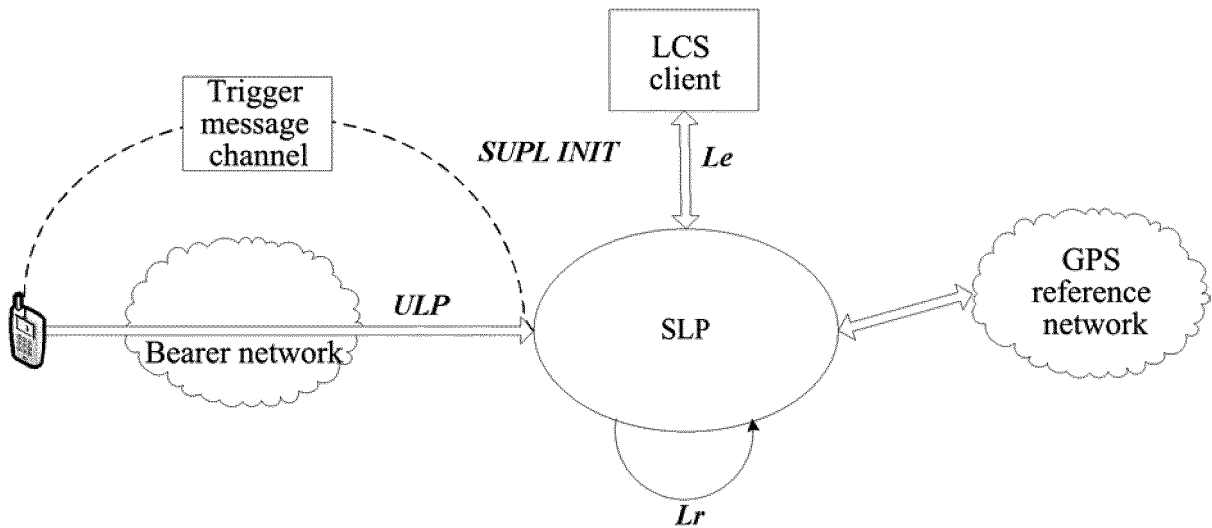 LCS
client
Trigger
message
channel
SUPL INIT
Le
GPS
reference
network
ULP
SLP
Bearer network
Lr